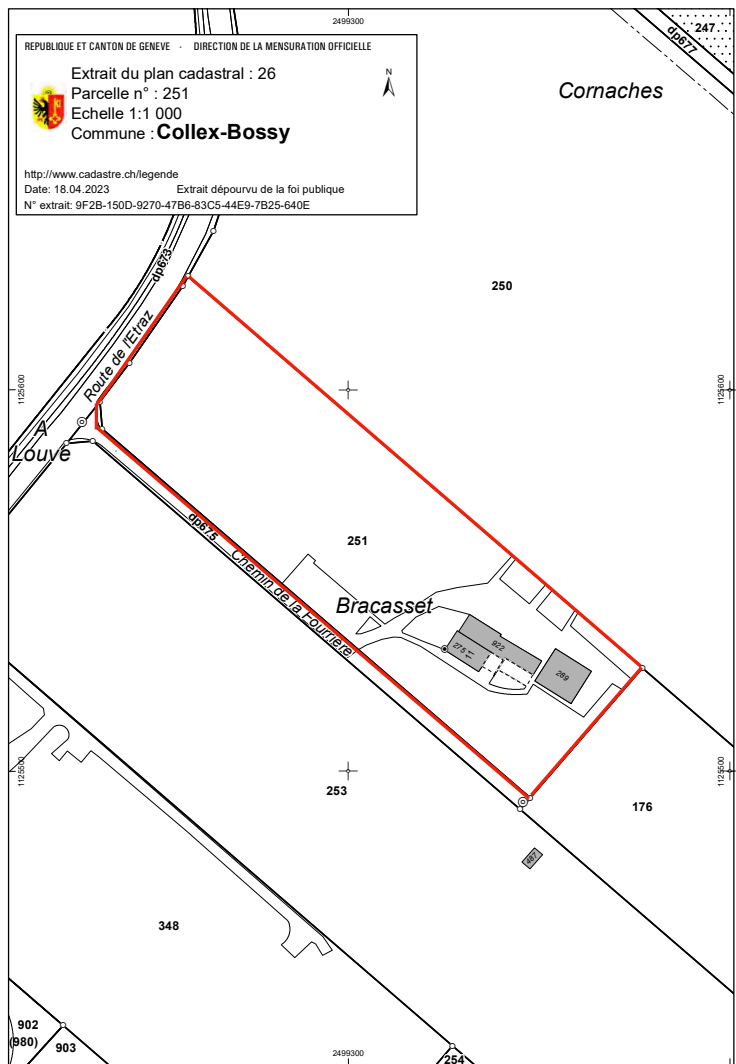 2499300
247
dp677
REPUBLIQUE ET CANTON DE GENEVE - DIRECTION DE LA MENSURATION OFFICIELLE
Extrait du plan cadastral : 26
Parcelle n° : 251
Echelle 1:1 000
Commune : Collex-Bossy
N
http://www.cadastre.ch/legende
Date: 18.04.2023 Extrait dépourvu de la foi publique
N° extrait: 9F2B-150D-9270-47B6-83C5-44E9-7B25-640E
Cornaches
dp673
250
Route de l'Etraz
1125600
1125600
A
Louve
dp675
251
Chemin de la Fourrière
Bracasset
922
275
289
1125500
1125500
253
176
487
348
902
(980)
903
2499300
254